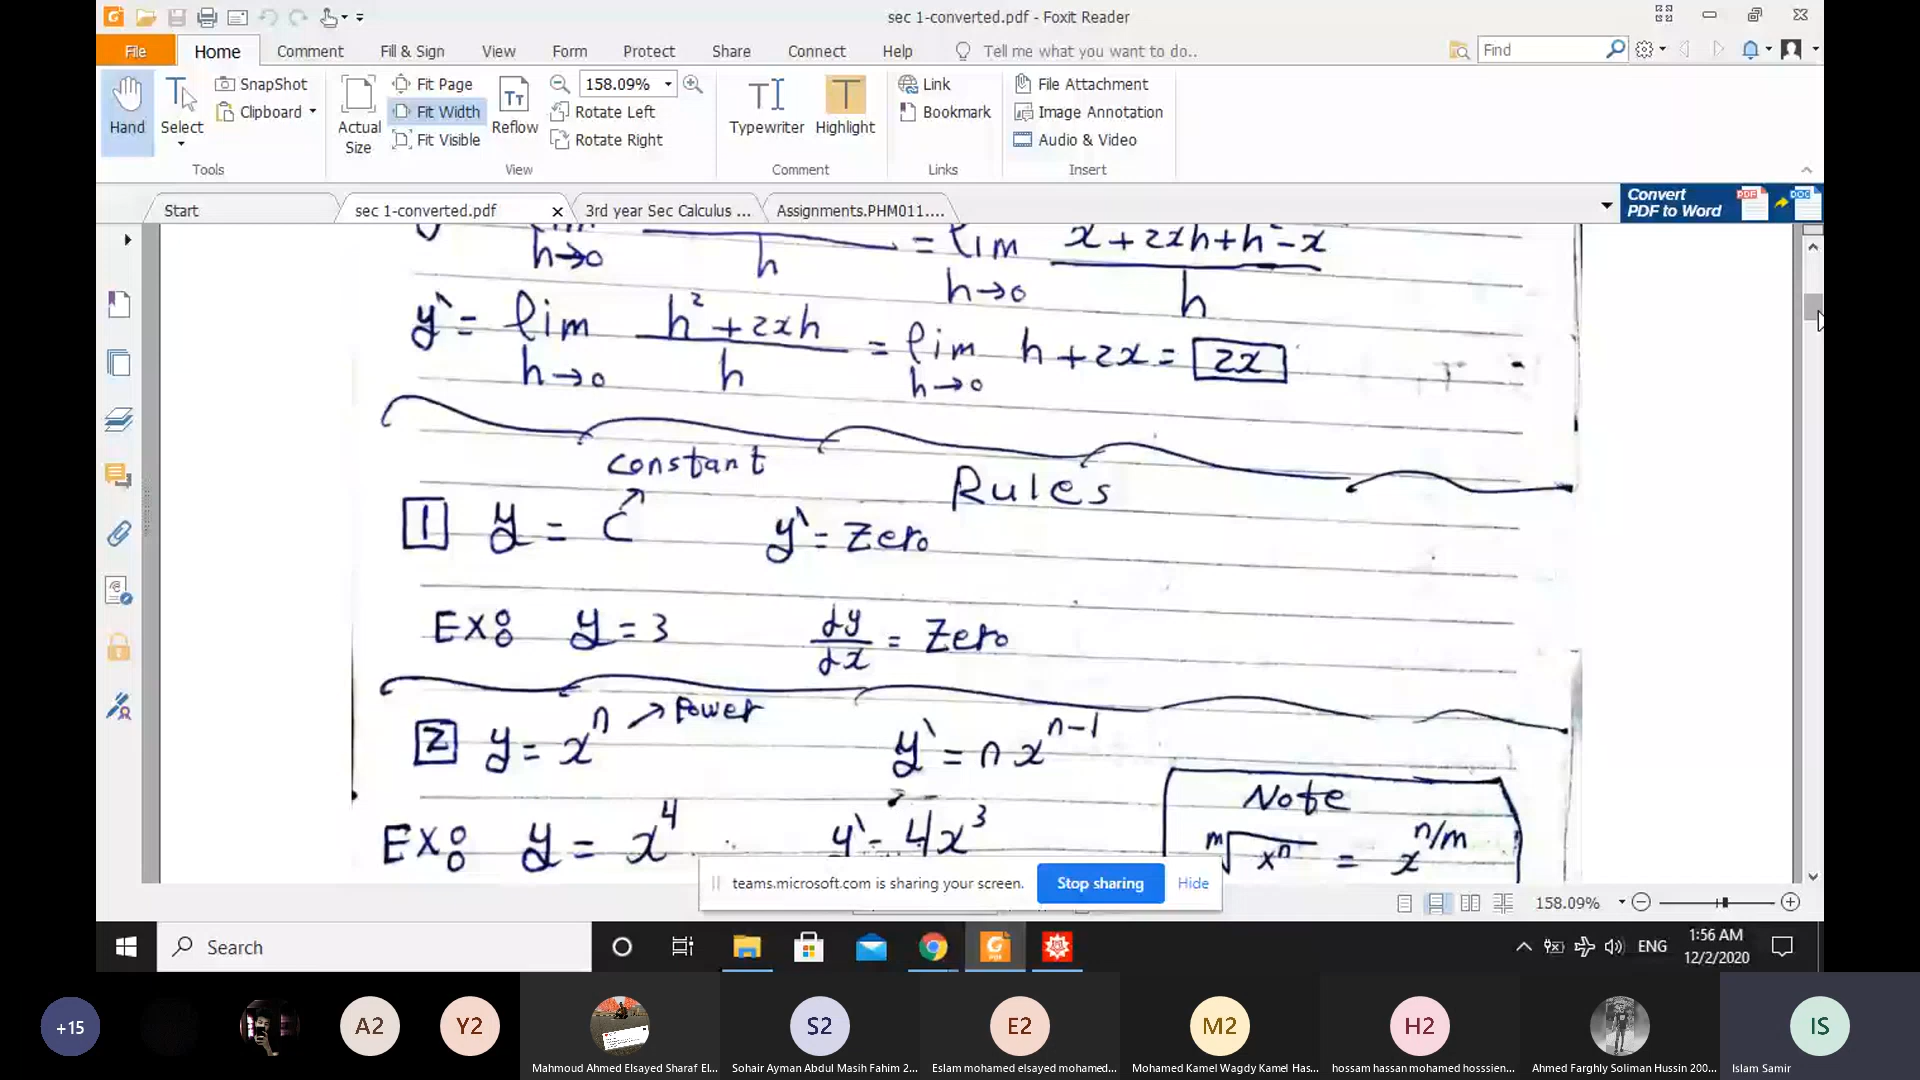 sec 1-converted.pdf - Foxit Reader
File Home Comment Fill & Sign View Form Protect Share Connect Help Tell me what you want to do.. Find
Hand
Select
SnapShot
Clipboard
Tools
Actual Size
Fit Page
Fit Width
Fit Visible
Reflow
158.09%
Rotate Left
Rotate Right
View
Typewriter
Highlight
Comment
Link
Bookmark
Links
File Attachment
Image Annotation
Audio & Video
Insert
Start
sec 1-converted.pdf
3rd year Sec Calculus ...
Assignments.PHM011....
Convert
PDF to Word
h→0 h = lim h→0 x+2xh+h²-x / h
y` = lim h→0 h²+2xh / h = lim h→0 h+2x = 2x
constant
Rules
1 y = c y` = Zero
Ex: y = 3 dy/dx = Zero
2 y = x^n → Power y` = n x^(n-1)
Note
Ex: y = x^4 y` = 4x^3
m√x^n = x^(n/m)
teams.microsoft.com is sharing your screen. Stop sharing Hide
158.09%
Search
ENG
1:56 AM
12/2/2020
+15
A2
Y2
S2
E2
M2
H2
IS
Mahmoud Ahmed Elsayed Sharaf El...
Sohair Ayman Abdul Masih Fahim 2...
Eslam mohamed elsayed mohamed...
Mohamed Kamel Wagdy Kamel Has...
hossam hassan mohamed hosssien...
Ahmed Farghly Soliman Hussin 200...
Islam Samir